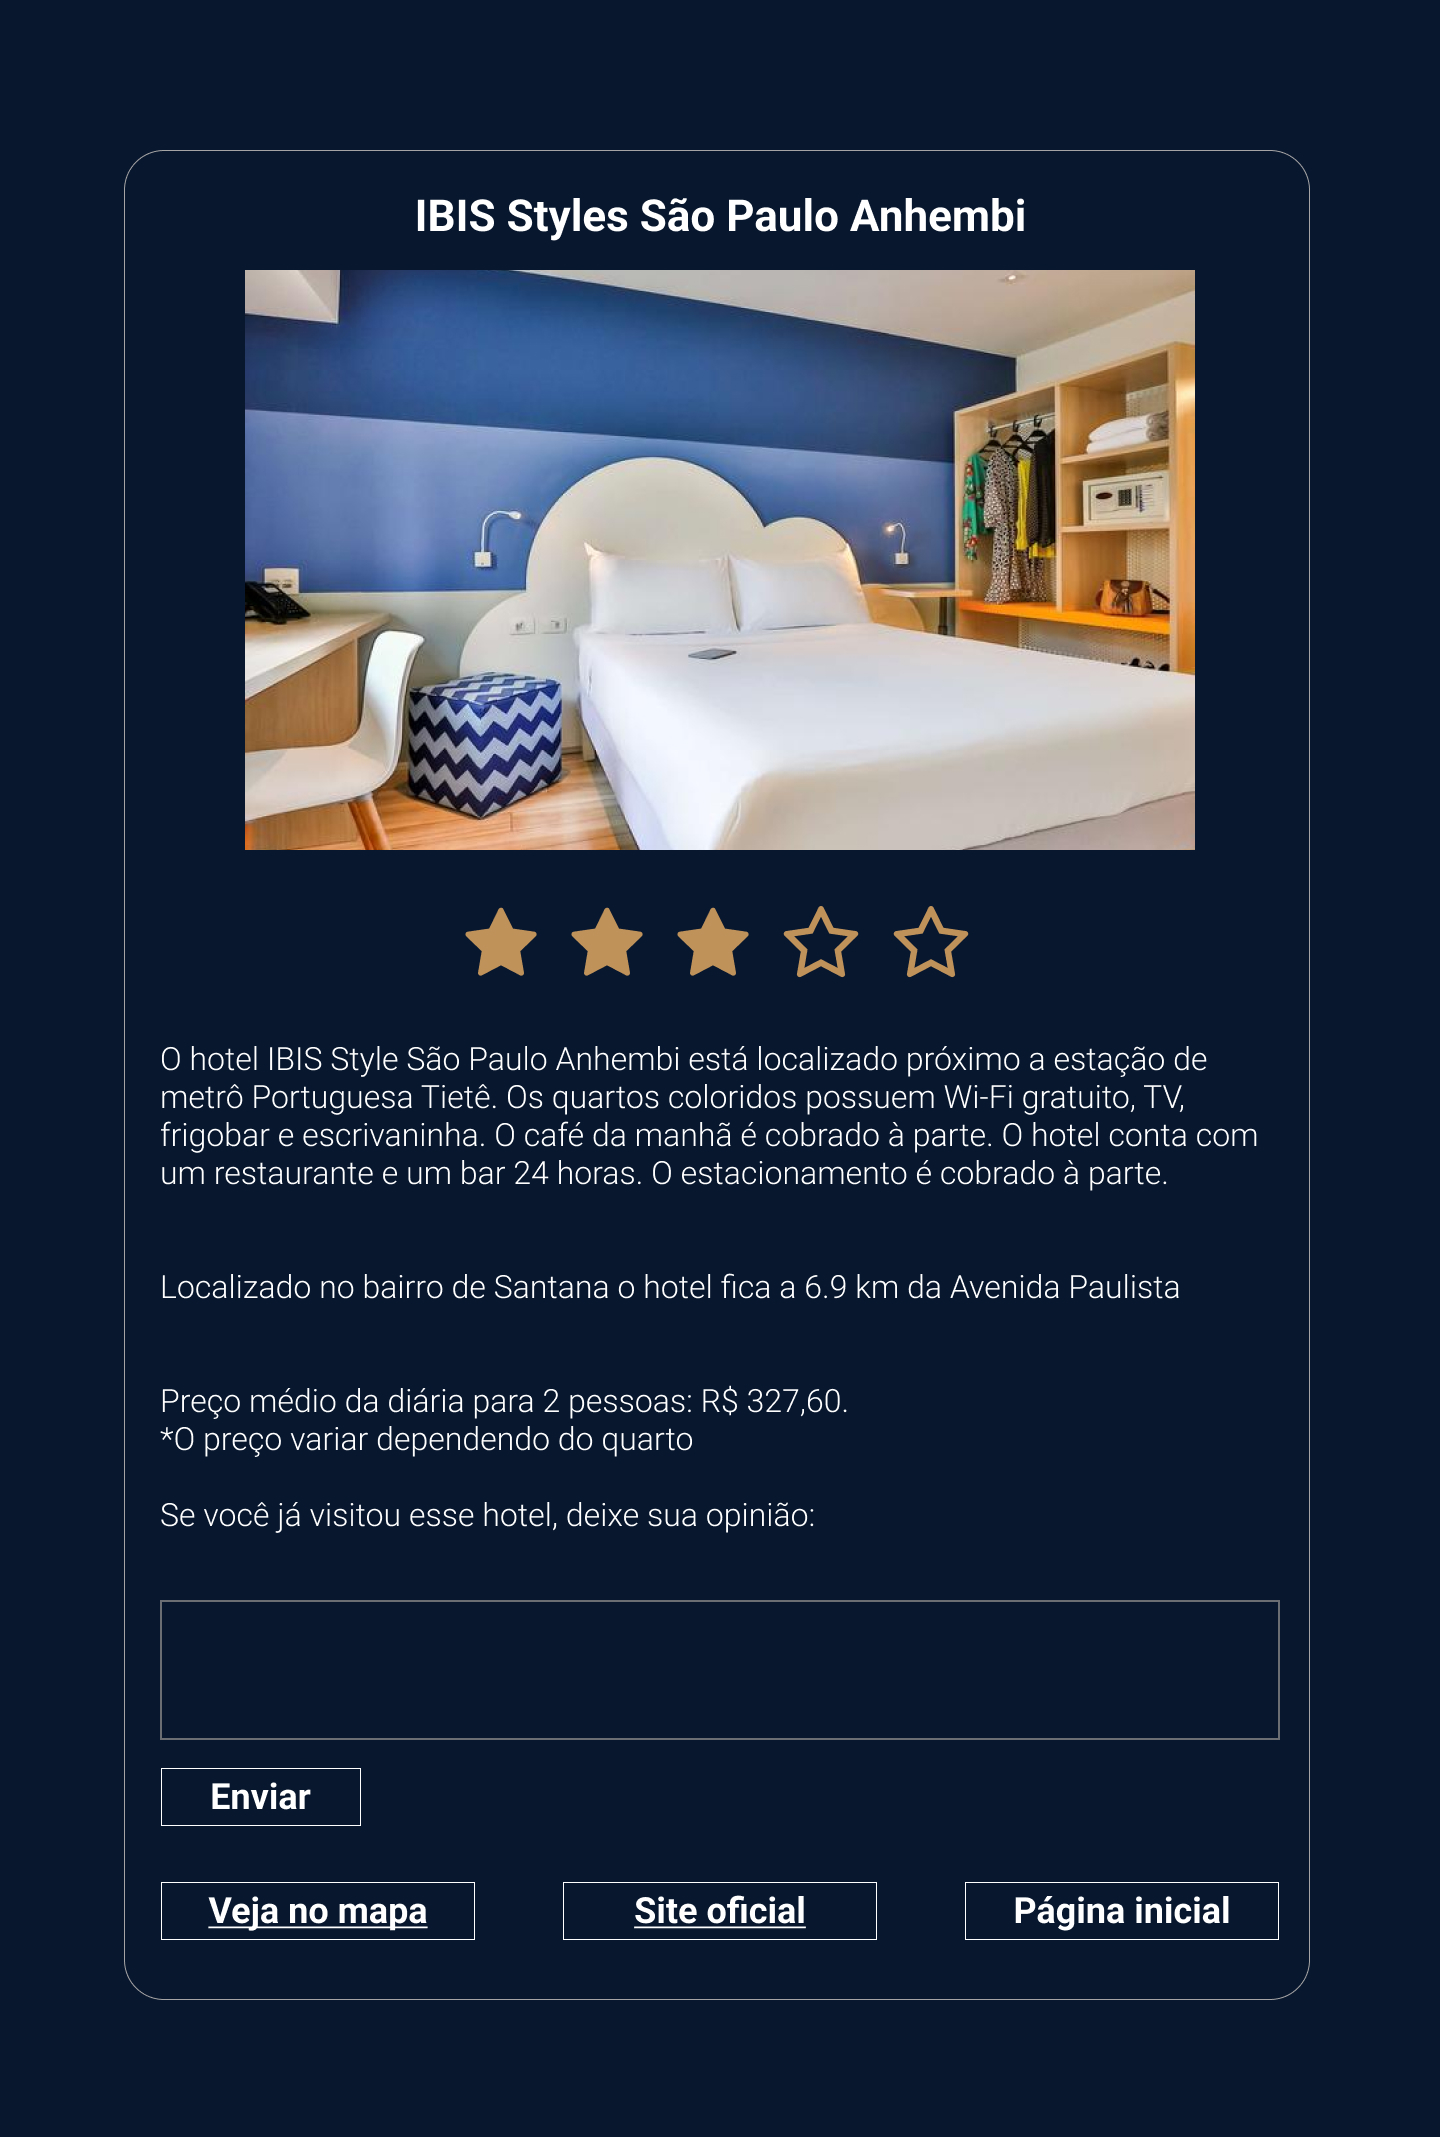 IBIS Styles São Paulo Anhembi
O hotel IBIS Style São Paulo Anhembi está localizado próximo a estação de
metrô Portuguesa Tietê. Os quartos coloridos possuem Wi-Fi gratuito, TV,
frigobar e escrivaninha. O café da manhã é cobrado à parte. O hotel conta com
um restaurante e um bar 24 horas. O estacionamento é cobrado à parte.
Localizado no bairro de Santana o hotel fica a 6.9 km da Avenida Paulista
Preço médio da diária para 2 pessoas: R$ 327,60.
*O preço variar dependendo do quarto
Se você já visitou esse hotel, deixe sua opinião:
Enviar
Veja no mapa
Site oficial
Página inicial